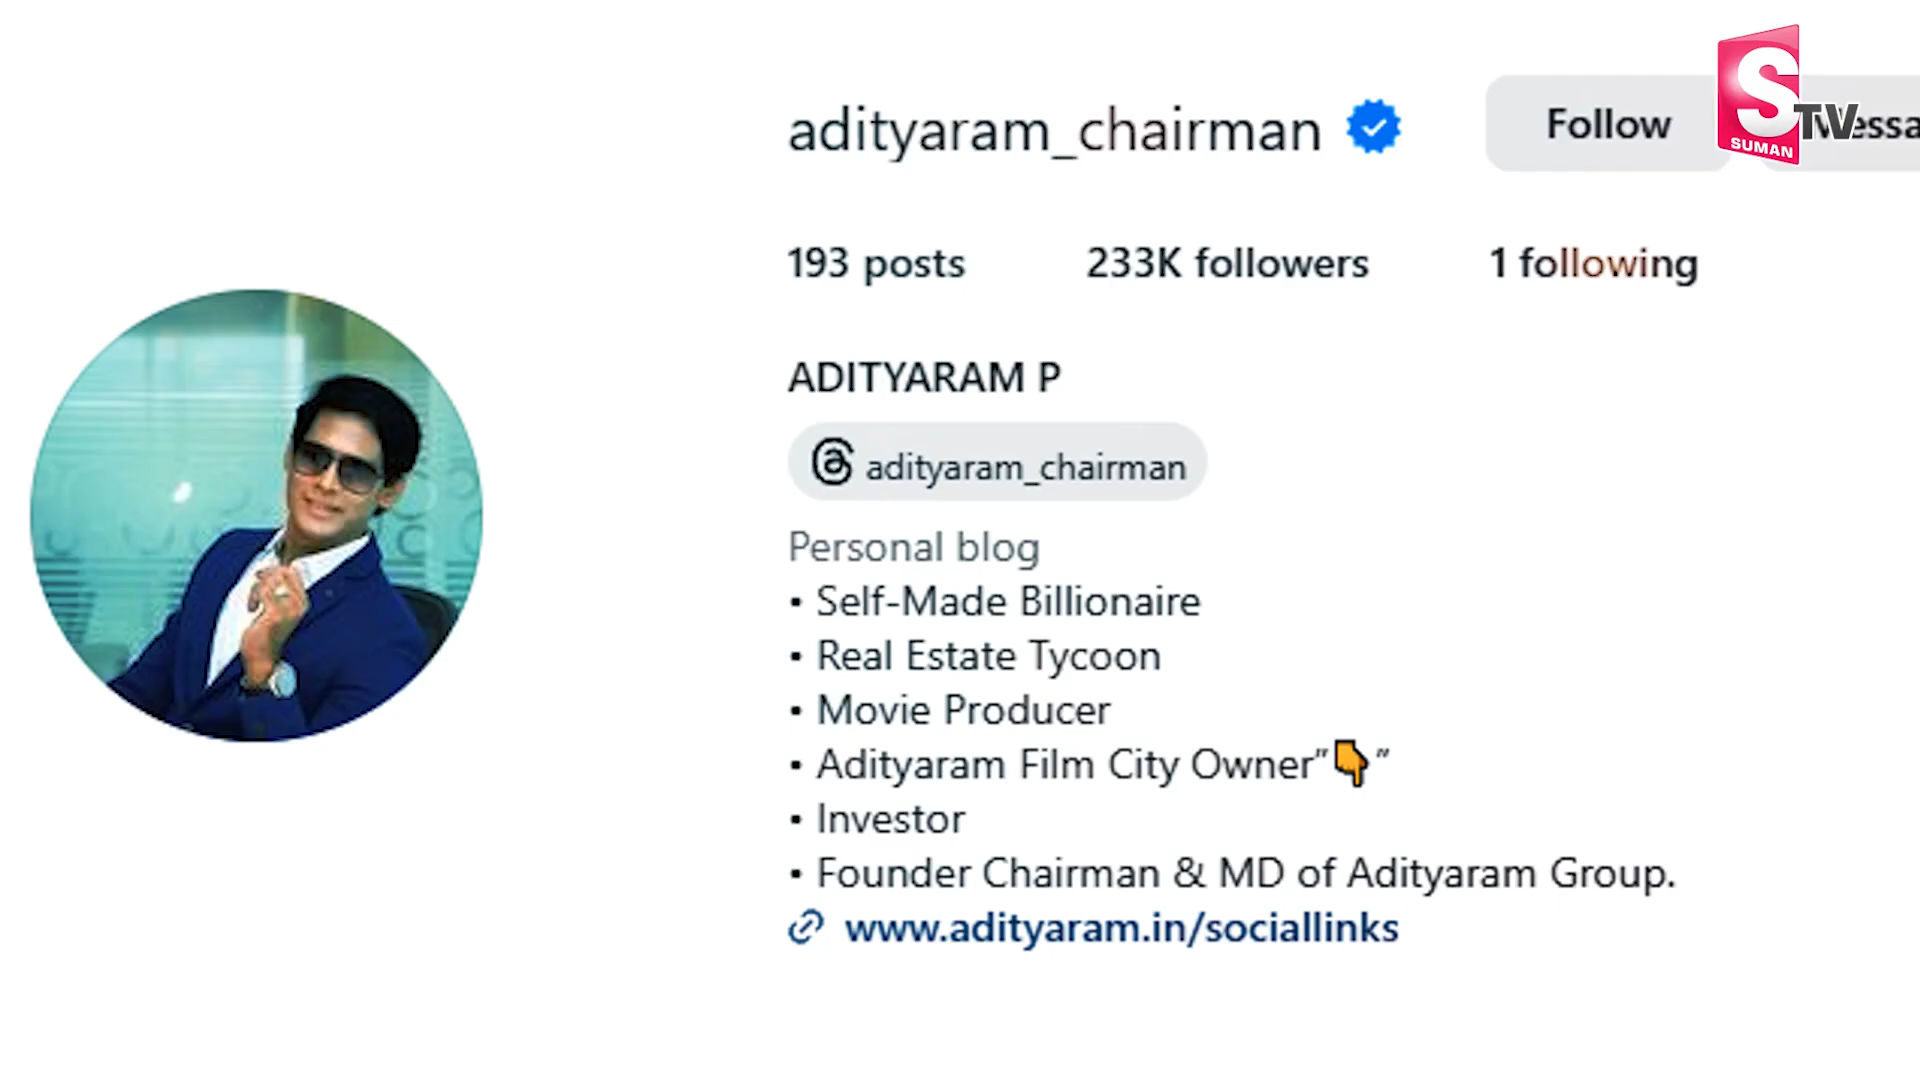 adityaram_chairman
Follow
Messa
S TV
SUMAN
193 posts 233K followers 1 following
ADITYARAM P
adityaram_chairman
Personal blog
• Self-Made Billionaire
• Real Estate Tycoon
• Movie Producer
• Adityaram Film City Owner”👇”
• Investor
• Founder Chairman & MD of Adityaram Group.
www.adityaram.in/sociallinks